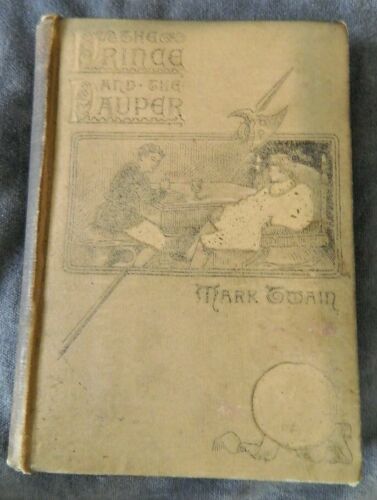 THE
PRINCE
AND · THE
PAUPER
MARK TWAIN